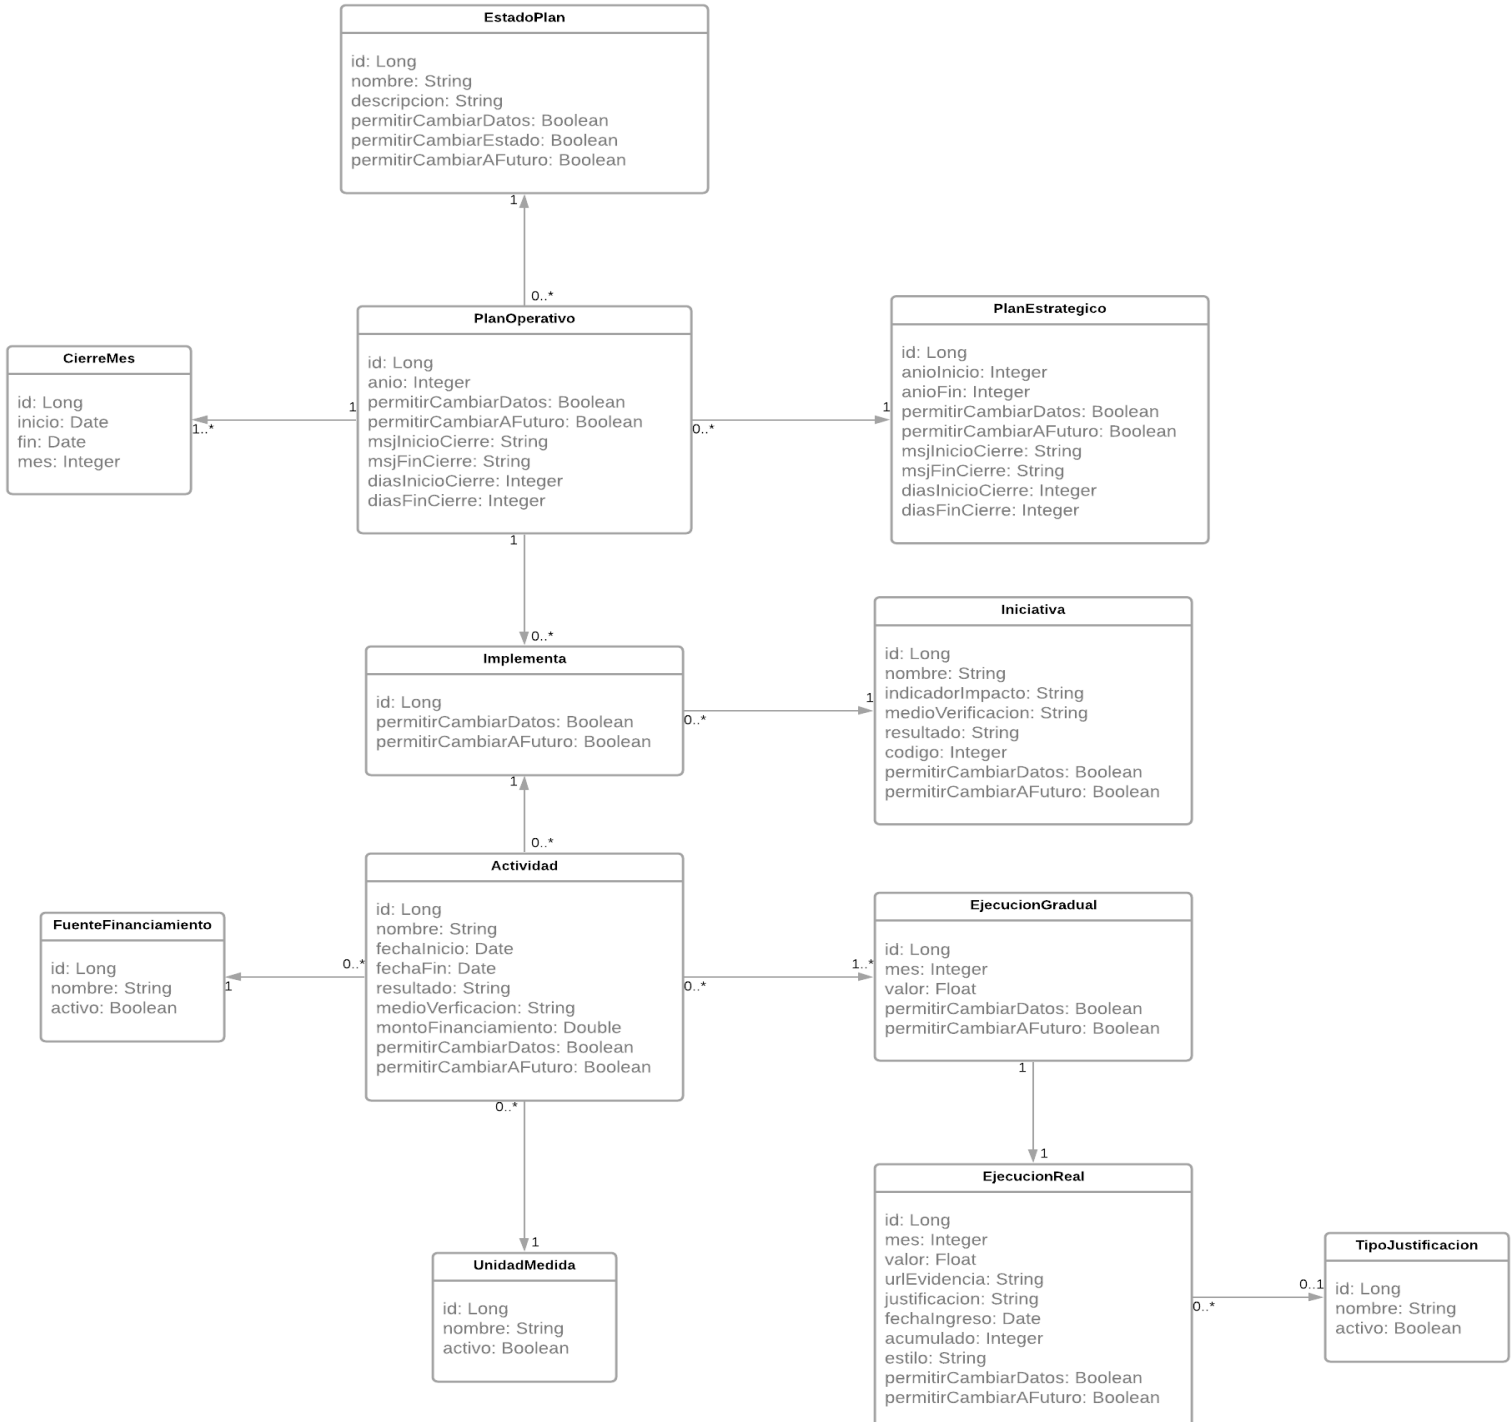 EstadoPlan
id: Long
nombre: String
descripcion: String
permitirCambiarDatos: Boolean
permitirCambiarEstado: Boolean
permitirCambiarAFuturo: Boolean
1
0..*
PlanOperativo
id: Long
anio: Integer
permitirCambiarDatos: Boolean
permitirCambiarAFuturo: Boolean
msjInicioCierre: String
msjFinCierre: String
diasInicioCierre: Integer
diasFinCierre: Integer
CierreMes
id: Long
inicio: Date
fin: Date
mes: Integer
1
1..*
PlanEstrategico
id: Long
anioInicio: Integer
anioFin: Integer
permitirCambiarDatos: Boolean
permitirCambiarAFuturo: Boolean
msjInicioCierre: String
msjFinCierre: String
diasInicioCierre: Integer
diasFinCierre: Integer
1
0..*
1
0..*
Implementa
id: Long
permitirCambiarDatos: Boolean
permitirCambiarAFuturo: Boolean
Iniciativa
id: Long
nombre: String
indicadorImpacto: String
medioVerificacion: String
resultado: String
codigo: Integer
permitirCambiarDatos: Boolean
permitirCambiarAFuturo: Boolean
1
0..*
1
0..*
Actividad
id: Long
nombre: String
fechaInicio: Date
fechaFin: Date
resultado: String
medioVerficacion: String
montoFinanciamiento: Double
permitirCambiarDatos: Boolean
permitirCambiarAFuturo: Boolean
FuenteFinanciamiento
id: Long
nombre: String
activo: Boolean
0..*
1
EjecucionGradual
id: Long
mes: Integer
valor: Float
permitirCambiarDatos: Boolean
permitirCambiarAFuturo: Boolean
1..*
0..*
1
1
0..*
1
UnidadMedida
id: Long
nombre: String
activo: Boolean
EjecucionReal
id: Long
mes: Integer
valor: Float
urlEvidencia: String
justificacion: String
fechaIngreso: Date
acumulado: Integer
estilo: String
permitirCambiarDatos: Boolean
permitirCambiarAFuturo: Boolean
0..1
0..*
TipoJustificacion
id: Long
nombre: String
activo: Boolean